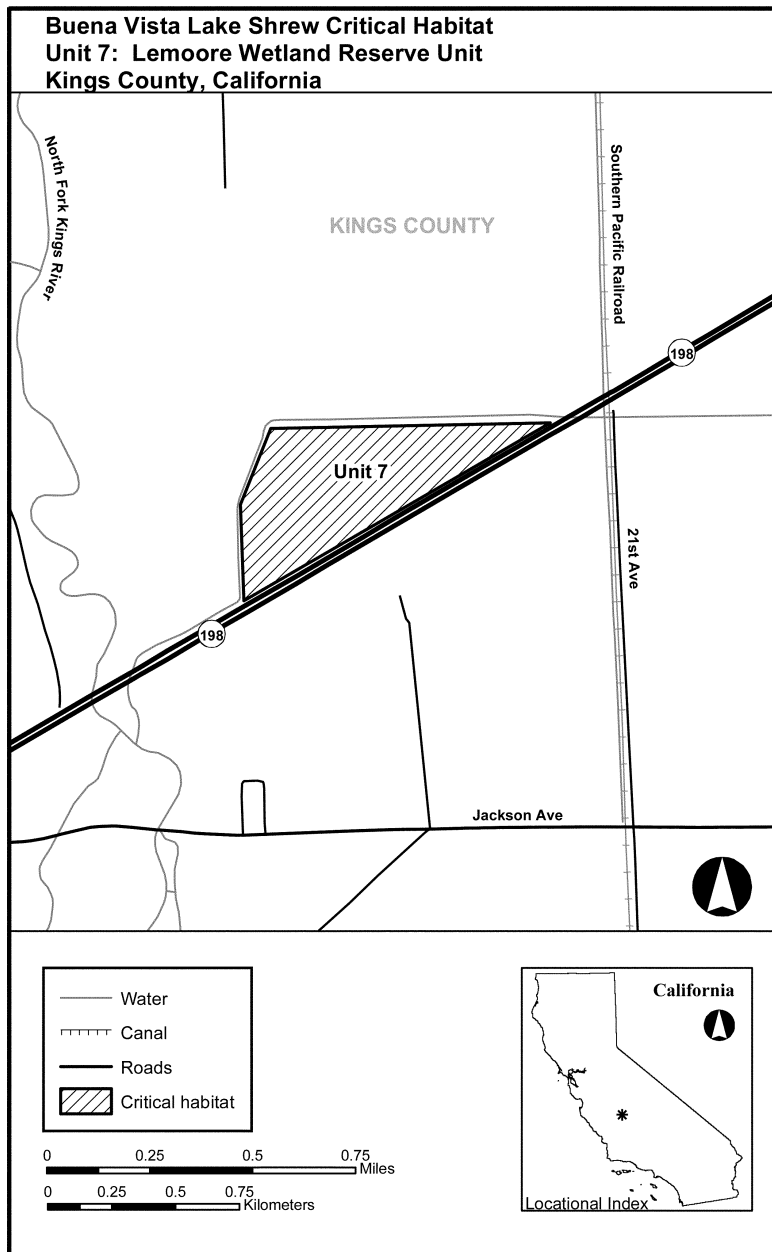 Buena Vista Lake Shrew Critical Habitat
Unit 7: Lemoore Wetland Reserve Unit
Kings County, California
North Fork Kings River
KINGS COUNTY
Southern Pacific Railroad
198
Unit 7
21st Ave
198
Jackson Ave
Water
Canal
Roads
Critical habitat
0 0.25 0.5 0.75
Miles
0 0.25 0.5 0.75
Kilometers
California
Locational Index